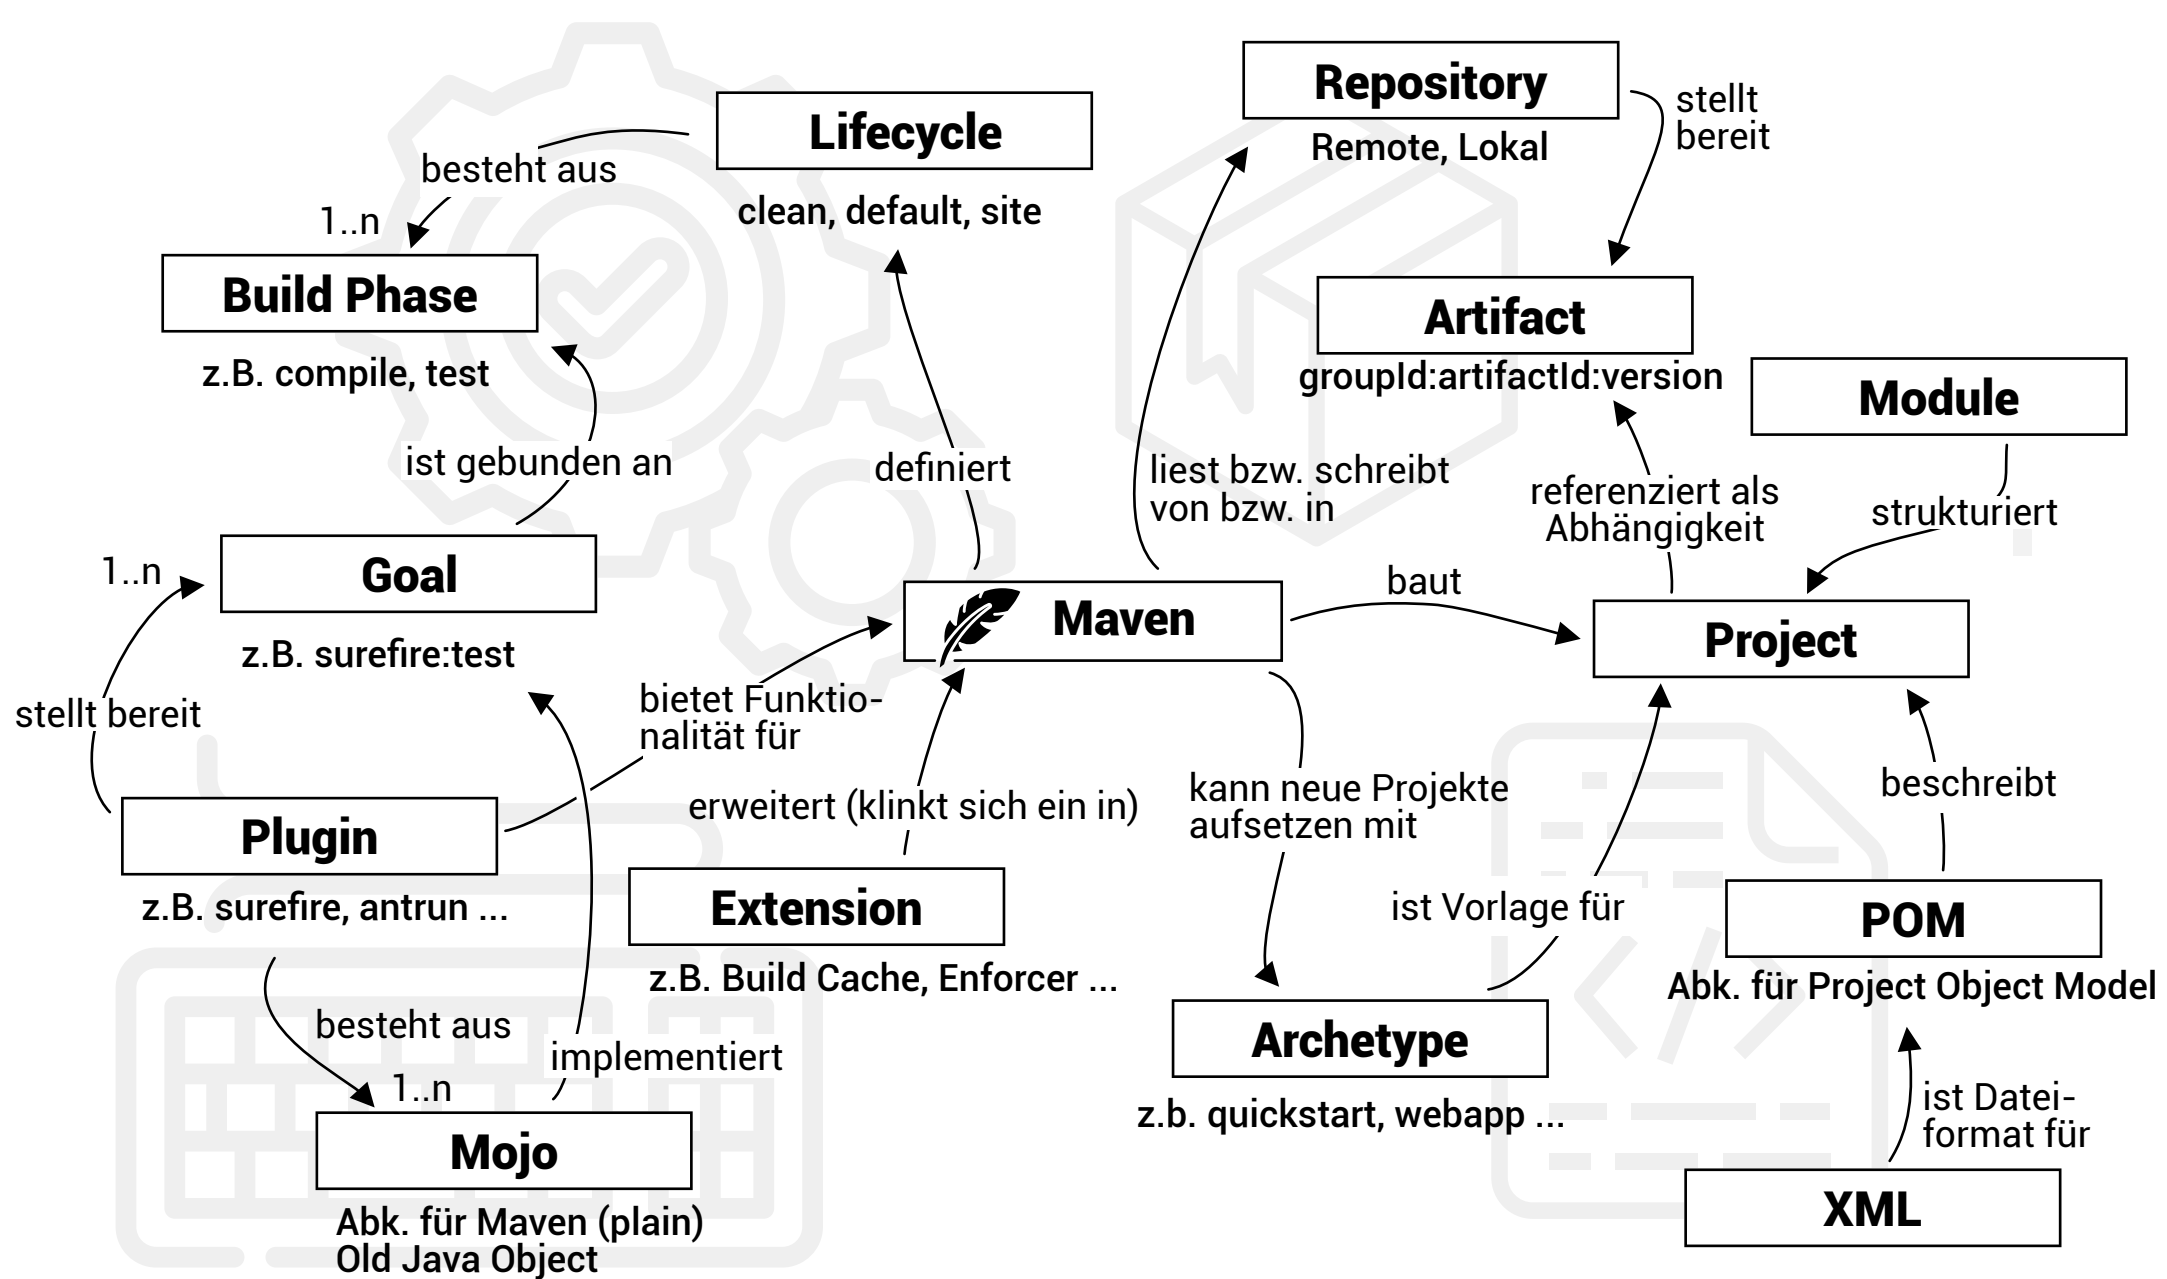 Repository
Remote, Lokal
stellt
bereit
Lifecycle
clean, default, site
besteht aus
1..n
Build Phase
z.B. compile, test
Artifact
groupId:artifactId:version
Module
ist gebunden an
definiert
liest bzw. schreibt
von bzw. in
referenziert als
Abhängigkeit
strukturiert
1..n
Goal
z.B. surefire:test
Maven
baut
Project
stellt bereit
bietet Funktio-
nalität für
erweitert (klinkt sich ein in)
kann neue Projekte
aufsetzen mit
beschreibt
Plugin
z.B. surefire, antrun ...
Extension
z.B. Build Cache, Enforcer ...
ist Vorlage für
POM
Abk. für Project Object Model
besteht aus
1..n
implementiert
Archetype
z.b. quickstart, webapp ...
ist Datei-
format für
Mojo
Abk. für Maven (plain)
Old Java Object
XML